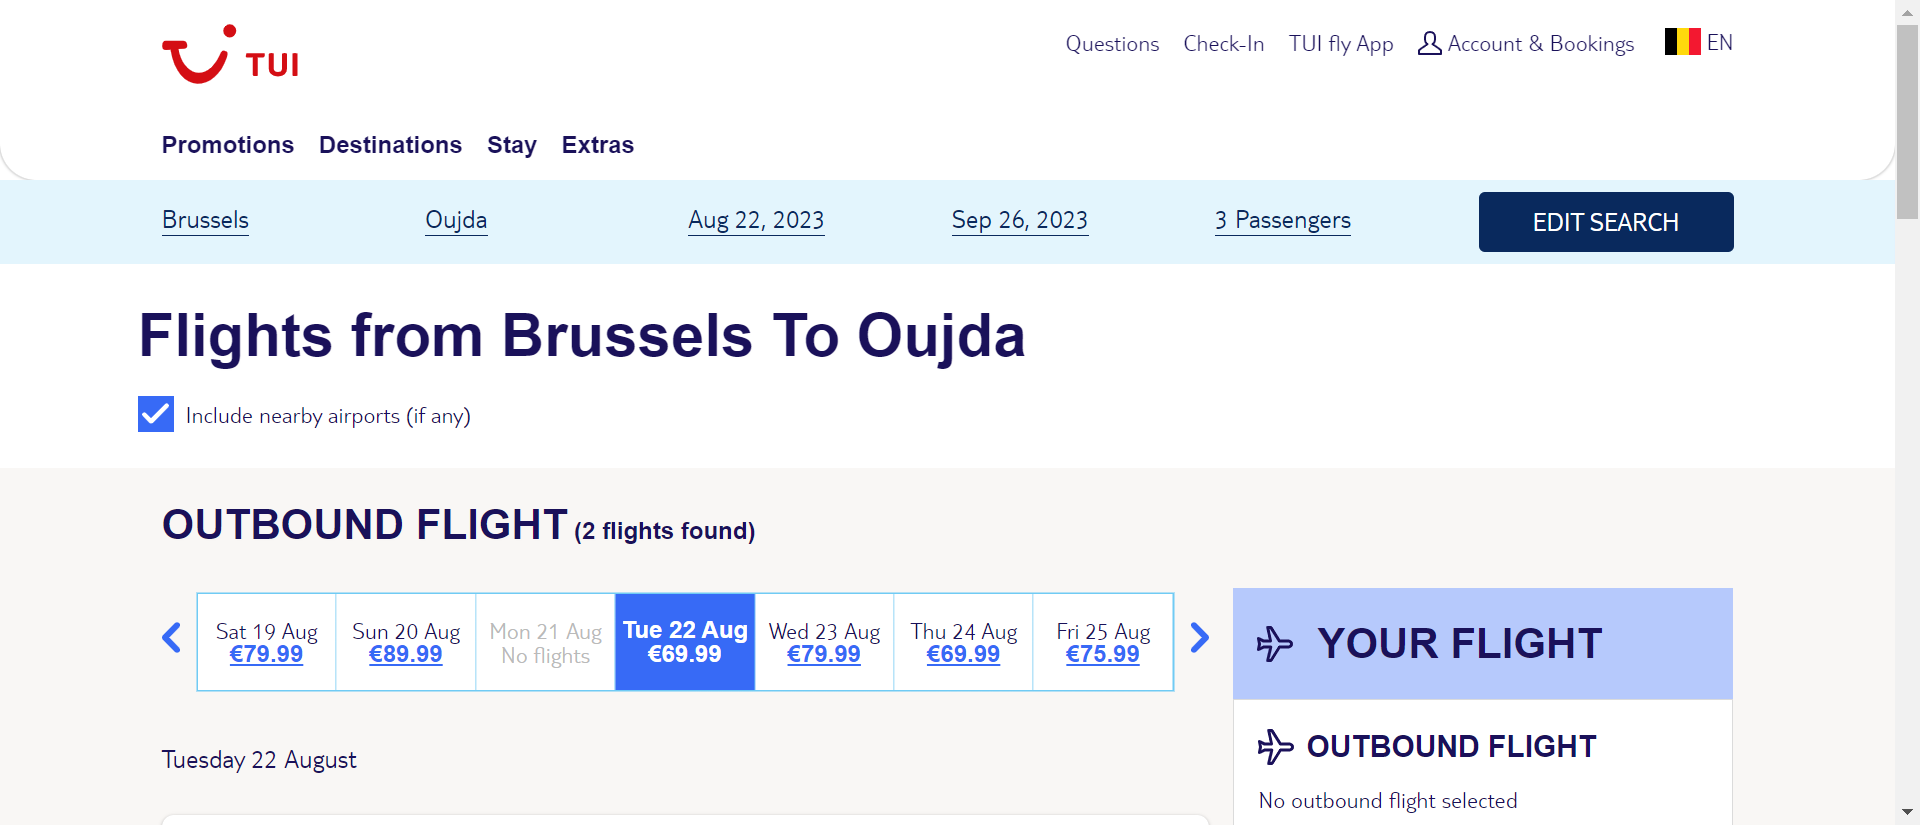 TUI
Questions Check-In TUI fly App Account & Bookings EN
Promotions Destinations Stay Extras
Brussels Oujda Aug 22, 2023 Sep 26, 2023 3 Passengers EDIT SEARCH
Flights from Brussels To Oujda
Include nearby airports (if any)
OUTBOUND FLIGHT (2 flights found)
Sat 19 Aug Sun 20 Aug Mon 21 Aug Tue 22 Aug Wed 23 Aug Thu 24 Aug Fri 25 Aug
€79.99 €89.99 No flights €69.99 €79.99 €69.99 €75.99
YOUR FLIGHT
OUTBOUND FLIGHT
No outbound flight selected
Tuesday 22 August